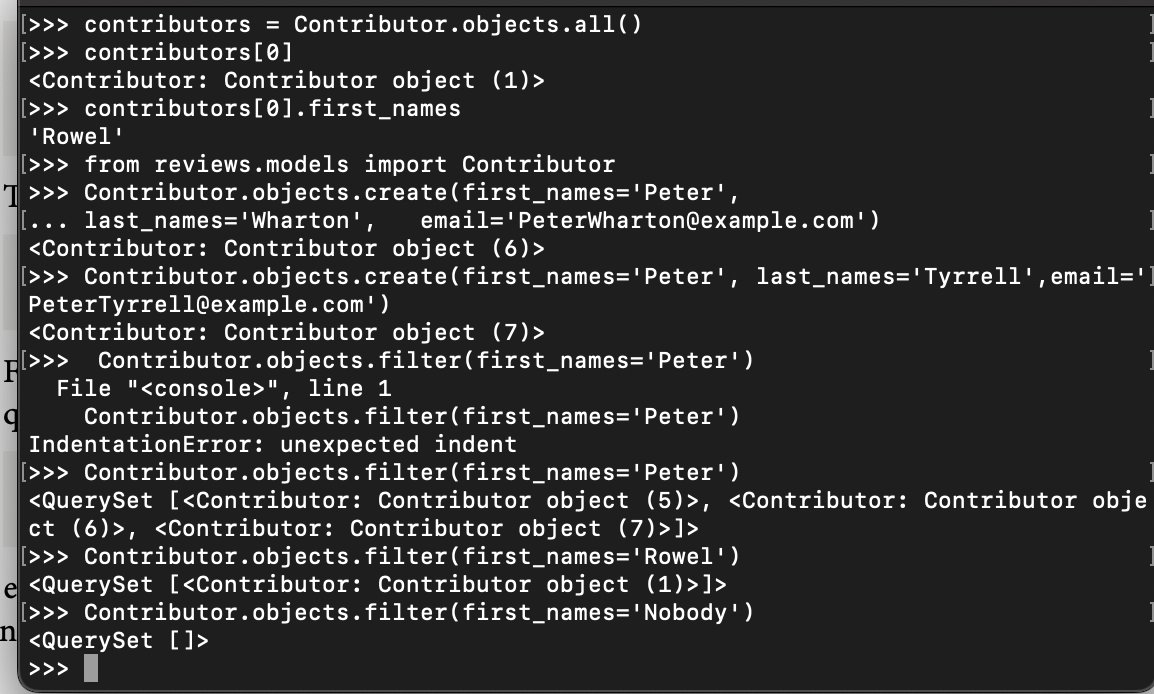 [>>> contributors = Contributor.objects.all() ]
[>>> contributors[0] ]
<Contributor: Contributor object (1)>
[>>> contributors[0].first_names ]
'Rowel'
[>>> from reviews.models import Contributor ]
>>> Contributor.objects.create(first_names='Peter',
[... last_names='Wharton',   email='PeterWharton@example.com') ]
<Contributor: Contributor object (6)>
[>>> Contributor.objects.create(first_names='Peter', last_names='Tyrrell',email=']
PeterTyrrell@example.com')
<Contributor: Contributor object (7)>
[>>>  Contributor.objects.filter(first_names='Peter') ]
  File "<console>", line 1
    Contributor.objects.filter(first_names='Peter')
IndentationError: unexpected indent
[>>> Contributor.objects.filter(first_names='Peter') ]
<QuerySet [<Contributor: Contributor object (5)>, <Contributor: Contributor obje
ct (6)>, <Contributor: Contributor object (7)>]>
[>>> Contributor.objects.filter(first_names='Rowel') ]
<QuerySet [<Contributor: Contributor object (1)>]>
[>>> Contributor.objects.filter(first_names='Nobody') ]
<QuerySet []>
>>>